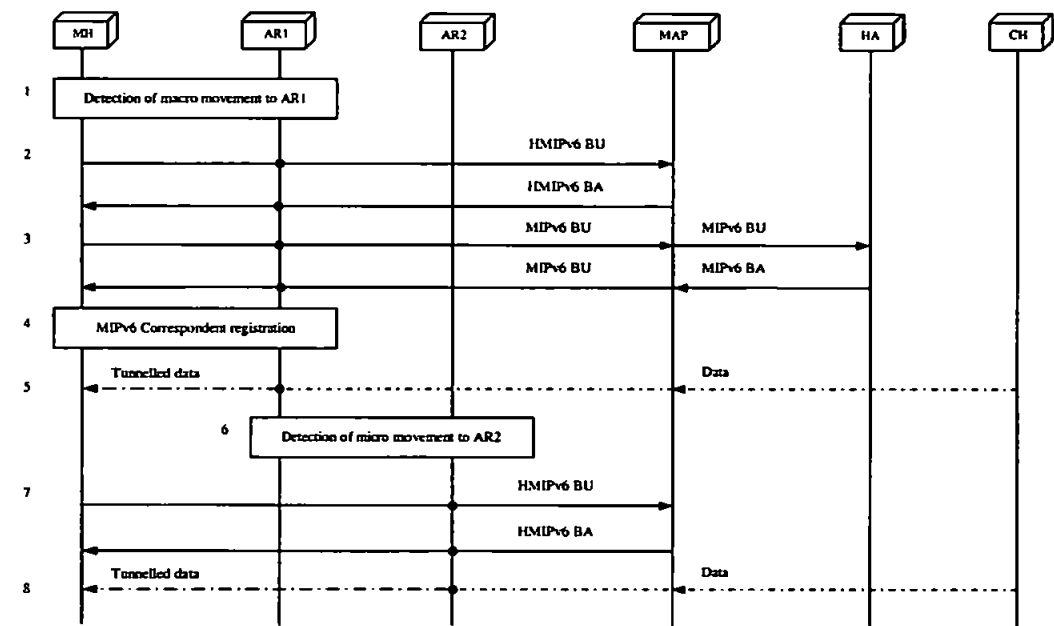 MH AR1 AR2 MAP HA CH
1 Detection of macro movement to AR1
2 HMIPv6 BU
HMIPv6 BA
3 MIPv6 BU MIPv6 BU
MIPv6 BU MIPv6 BA
4 MIPv6 Correspondent registration
Tunnelled data Data
5
6 Detection of micro movement to AR2
7 HMIPv6 BU
HMIPv6 BA
Tunnelled data Data
8